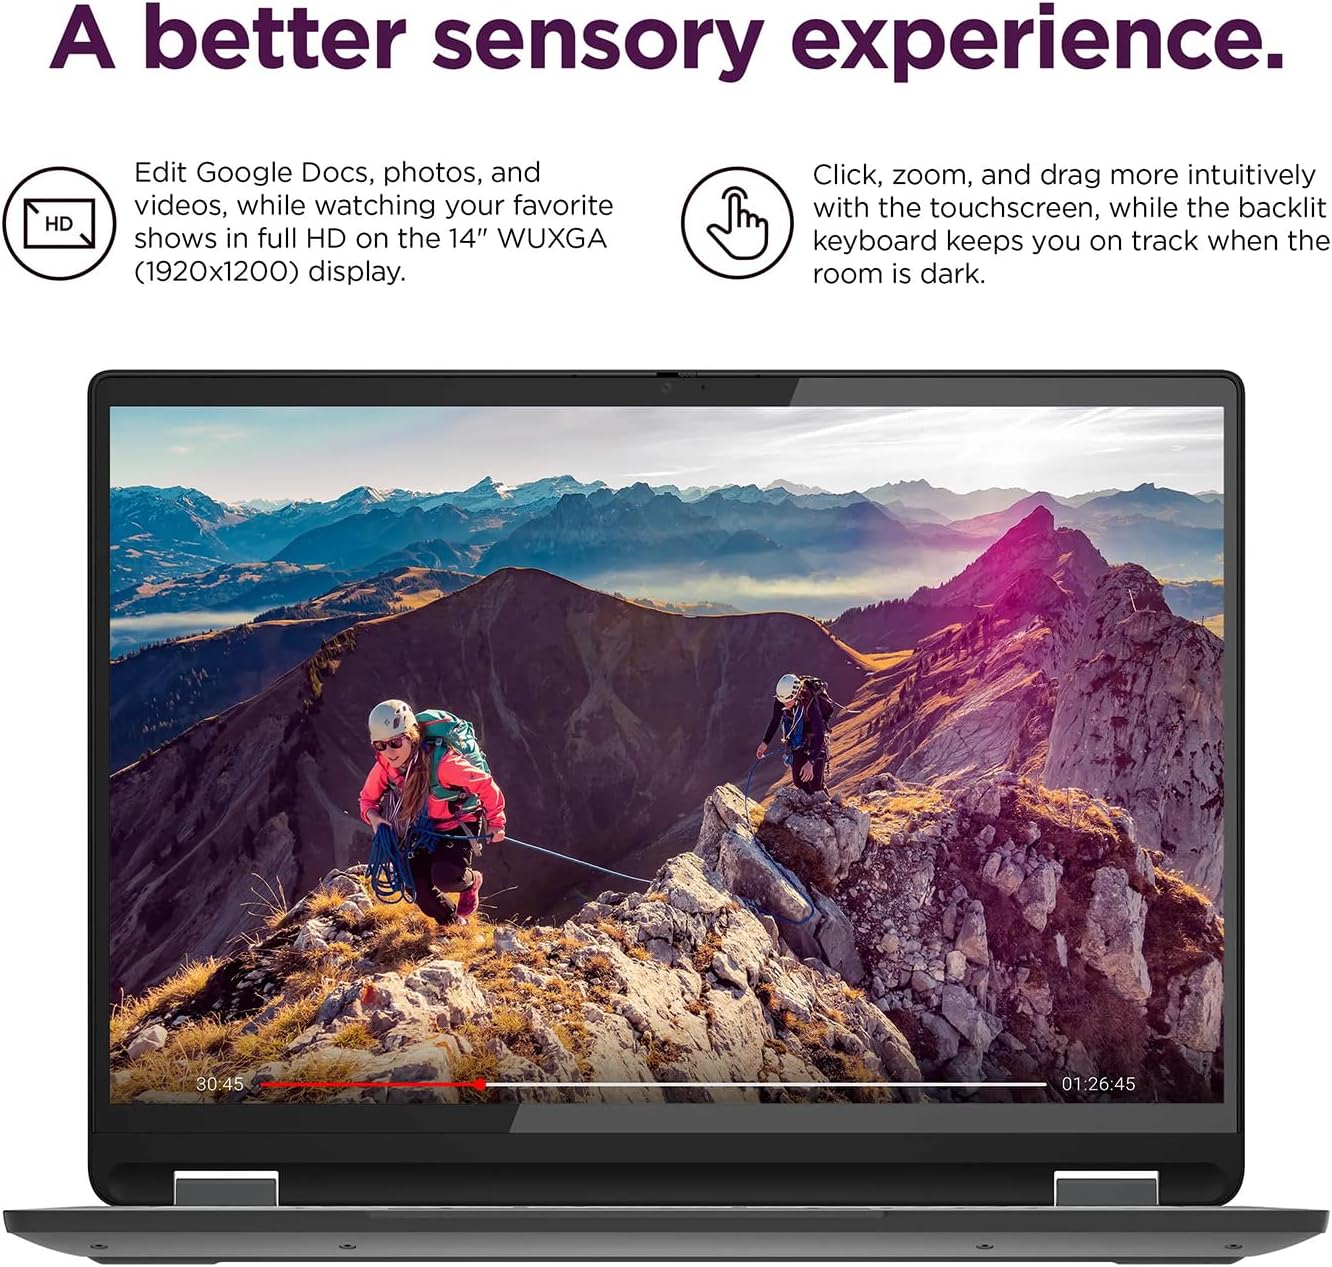 A better sensory experience.
HD
Edit Google Docs, photos, and
videos, while watching your favorite
shows in full HD on the 14" WUXGA
(1920x1200) display.
Click, zoom, and drag more intuitively
with the touchscreen, while the backlit
keyboard keeps you on track when the
room is dark.
30:45
01:26:45